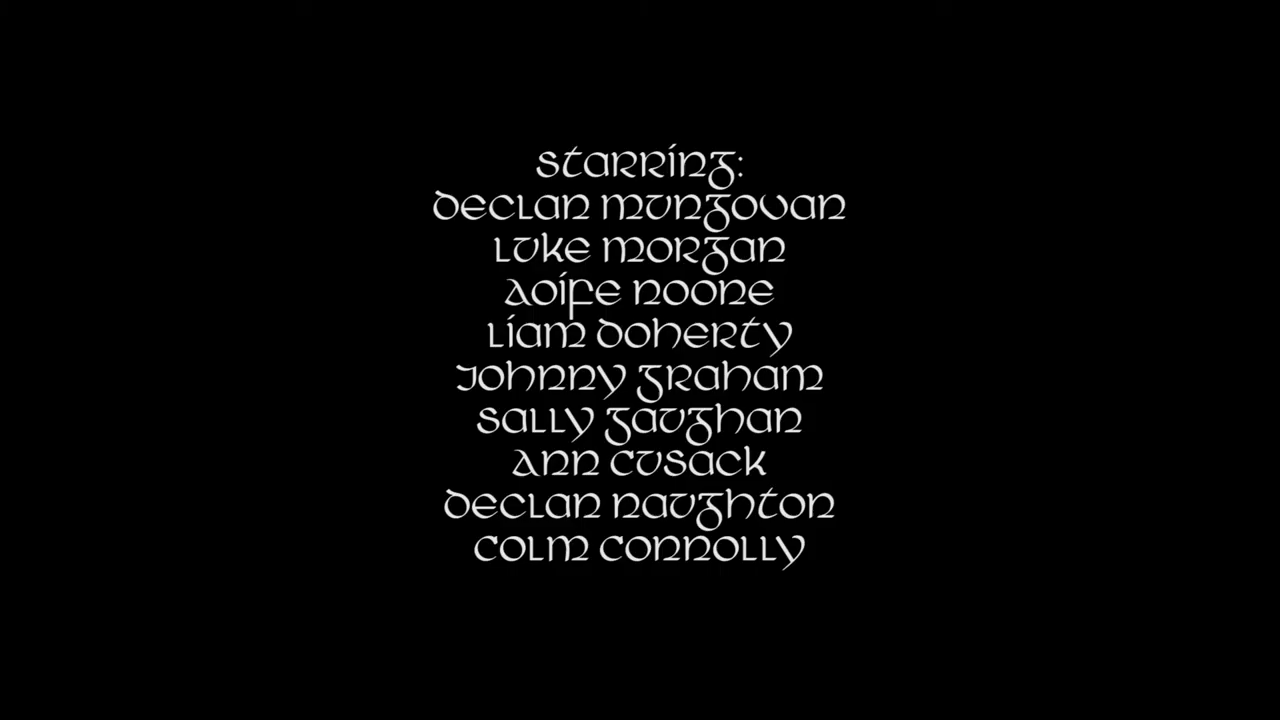 Starring:
Declan Mungovan
Luke Morgan
Aoife Noone
Liam Doherty
Johnny Graham
Sally Gaughan
Ann Cusack
Declan Naughton
Colm Connolly